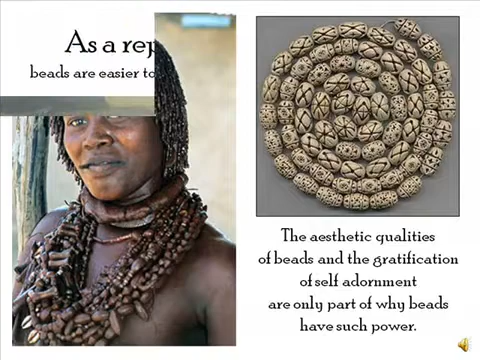 As a rep
beads are easier to
The aesthetic qualities
of beads and the gratification
of self adornment
are only part of why beads
have such power.